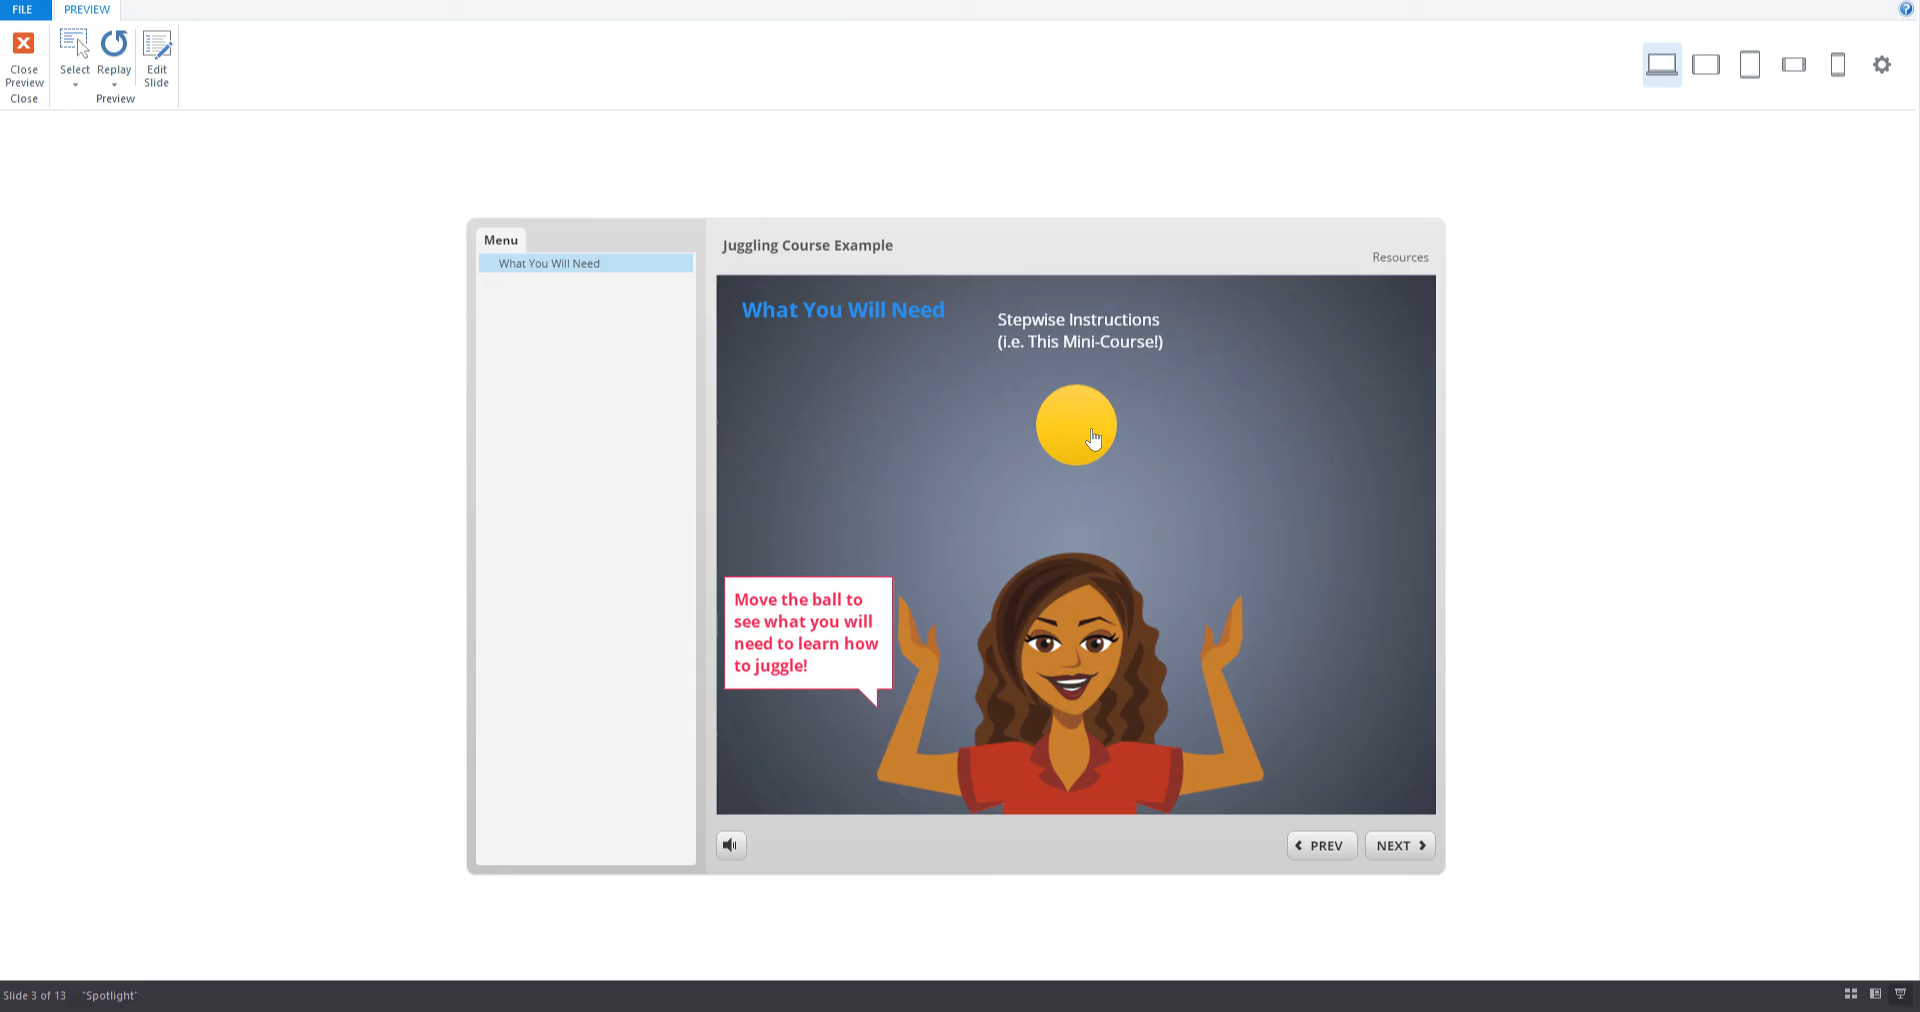 FILE
PREVIEW
Close
Preview
Close
Select
Replay
Edit
Slide
Preview
Menu
What You Will Need
Juggling Course Example
Resources
What You Will Need
Stepwise Instructions
(i.e. This Mini-Course!)
Move the ball to
see what you will
need to learn how
to juggle!
PREV
NEXT
Slide 3 of 13
"Spotlight"